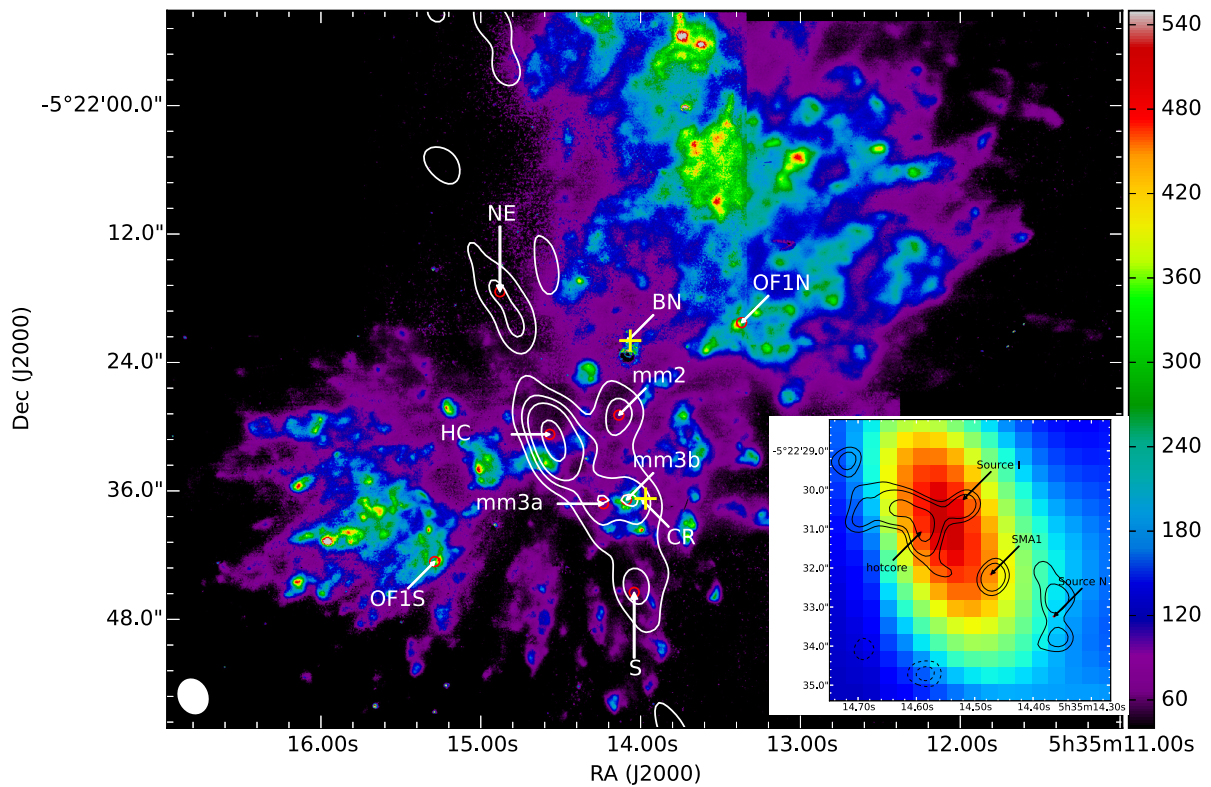 -5°22'00.0"
12.0"
24.0"
36.0"
48.0"
Dec (J2000)
16.00s
15.00s
14.00s
13.00s
12.00s
5h35m11.00s
RA (J2000)
NE
BN
OF1N
mm2
HC
mm3b
mm3a
CR
OF1S
S
540
480
420
360
300
240
180
120
60
-5°22'29.0"
30.0"
31.0"
32.0"
33.0"
34.0"
35.0"
14.70s
14.60s
14.50s
14.40s
5h35m14.30s
Source I
hotcore
SMA1
Source N